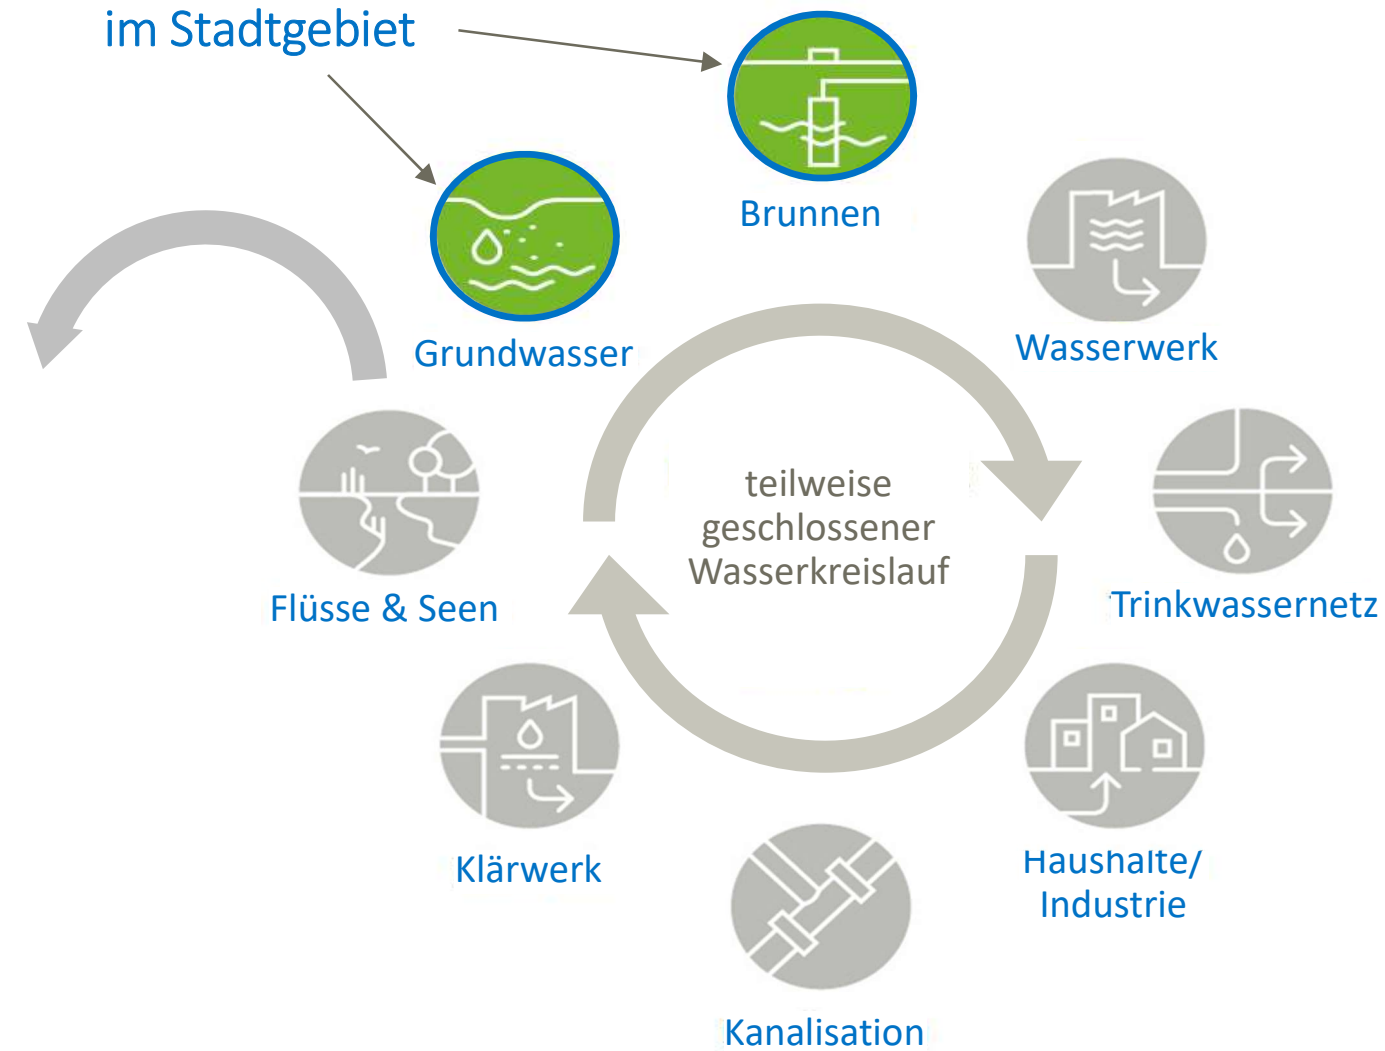 im Stadtgebiet
Brunnen
Wasserwerk
Grundwasser
teilweise
geschlossener
Wasserkreislauf
Flüsse & Seen
Trinkwassernetz
Klärwerk
Haushalte/
Industrie
Kanalisation